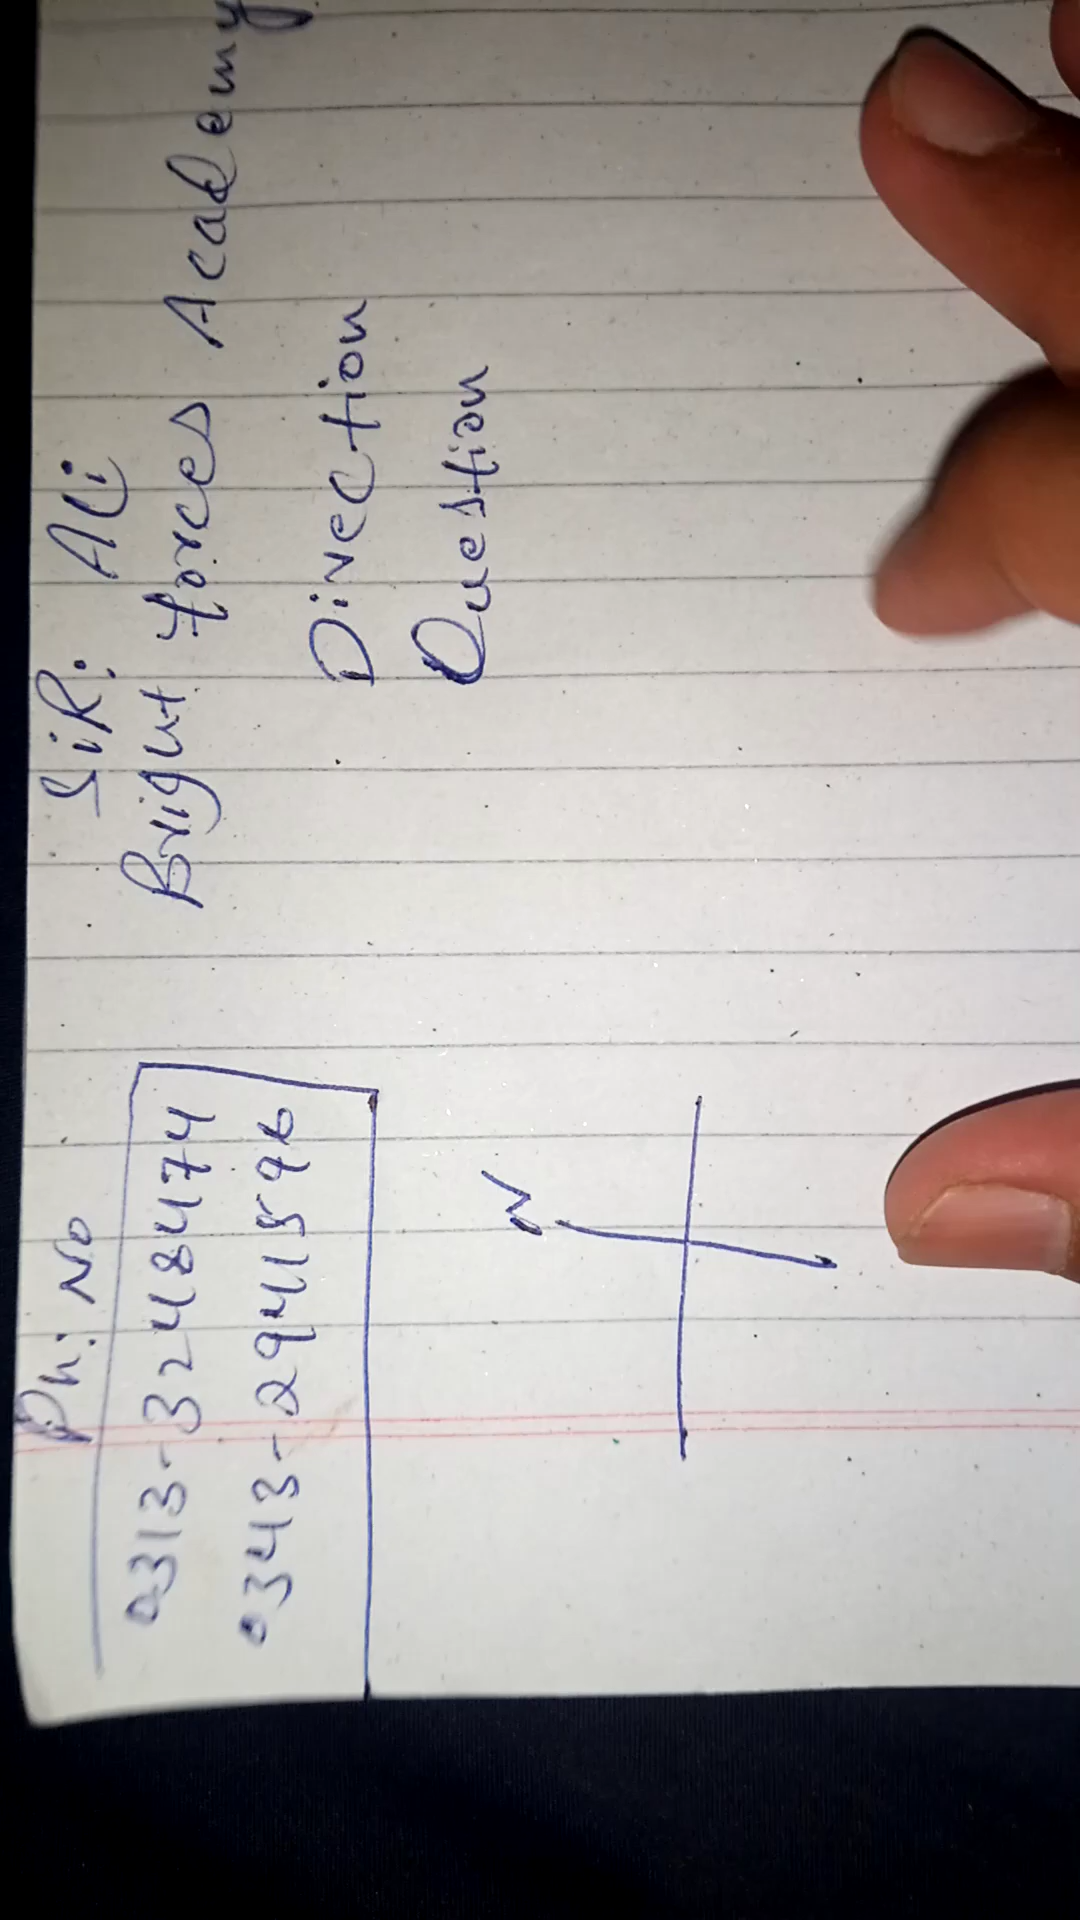 SiR: Ali
Bright forces Academy
Ph: No
0313-3248474
0343-2941596
Direction
Question
N